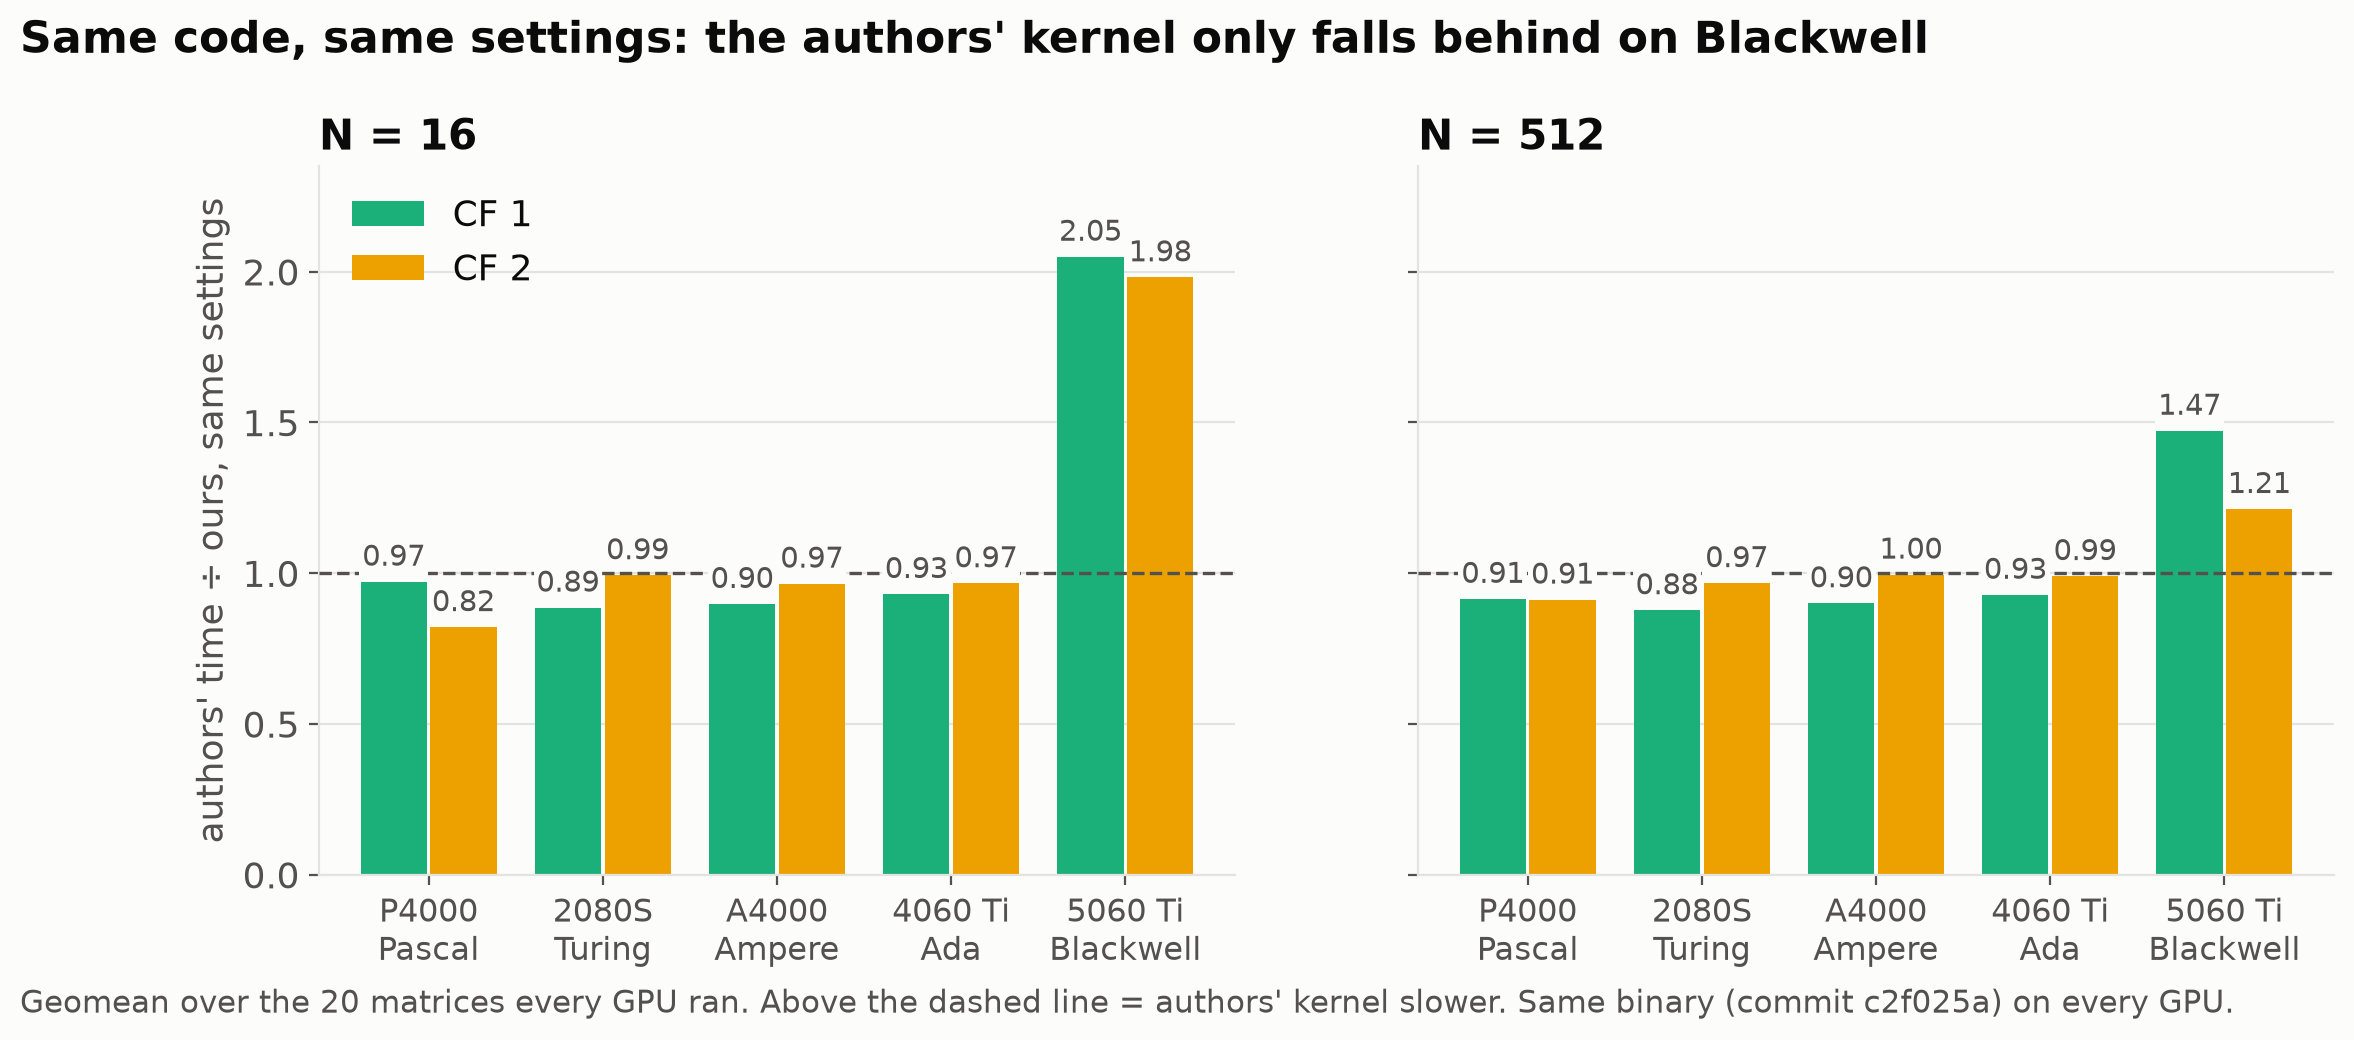 Same code, same settings: the authors' kernel only falls behind on Blackwell
N = 16
authors' time ÷ ours, same settings
CF 1
CF 2
2.0
1.5
1.0
0.5
0.0
0.97
0.82
0.89
0.99
0.90
0.97
0.93
0.97
2.05
1.98
P4000
Pascal
2080S
Turing
A4000
Ampere
4060 Ti
Ada
5060 Ti
Blackwell
N = 512
0.91
0.91
0.88
0.97
0.90
1.00
0.93
0.99
1.47
1.21
P4000
Pascal
2080S
Turing
A4000
Ampere
4060 Ti
Ada
5060 Ti
Blackwell
Geomean over the 20 matrices every GPU ran. Above the dashed line = authors' kernel slower. Same binary (commit c2f025a) on every GPU.